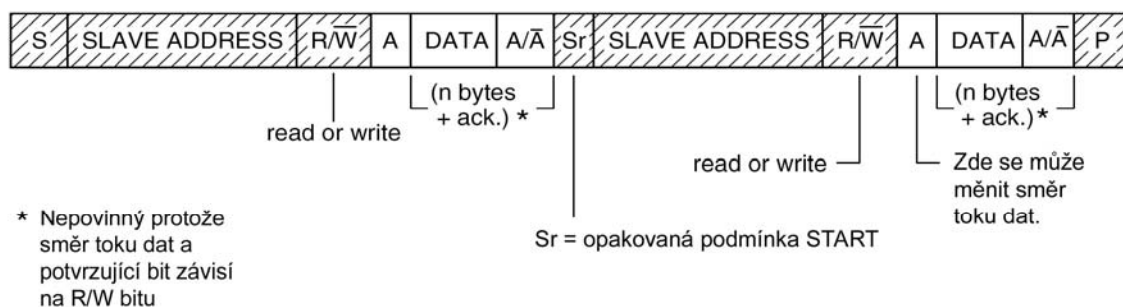 S SLAVE ADDRESS R/W̅ A DATA A/A̅ Sr SLAVE ADDRESS R/W̅ A DATA A/A̅ P
(n bytes
+ ack.) *
read or write
(n bytes
+ ack.) *
read or write
Zde se může
měnit směr
toku dat.
Sr = opakovaná podmínka START
* Nepovinný protože
směr toku dat a
potvrzující bit závisí
na R/W bitu